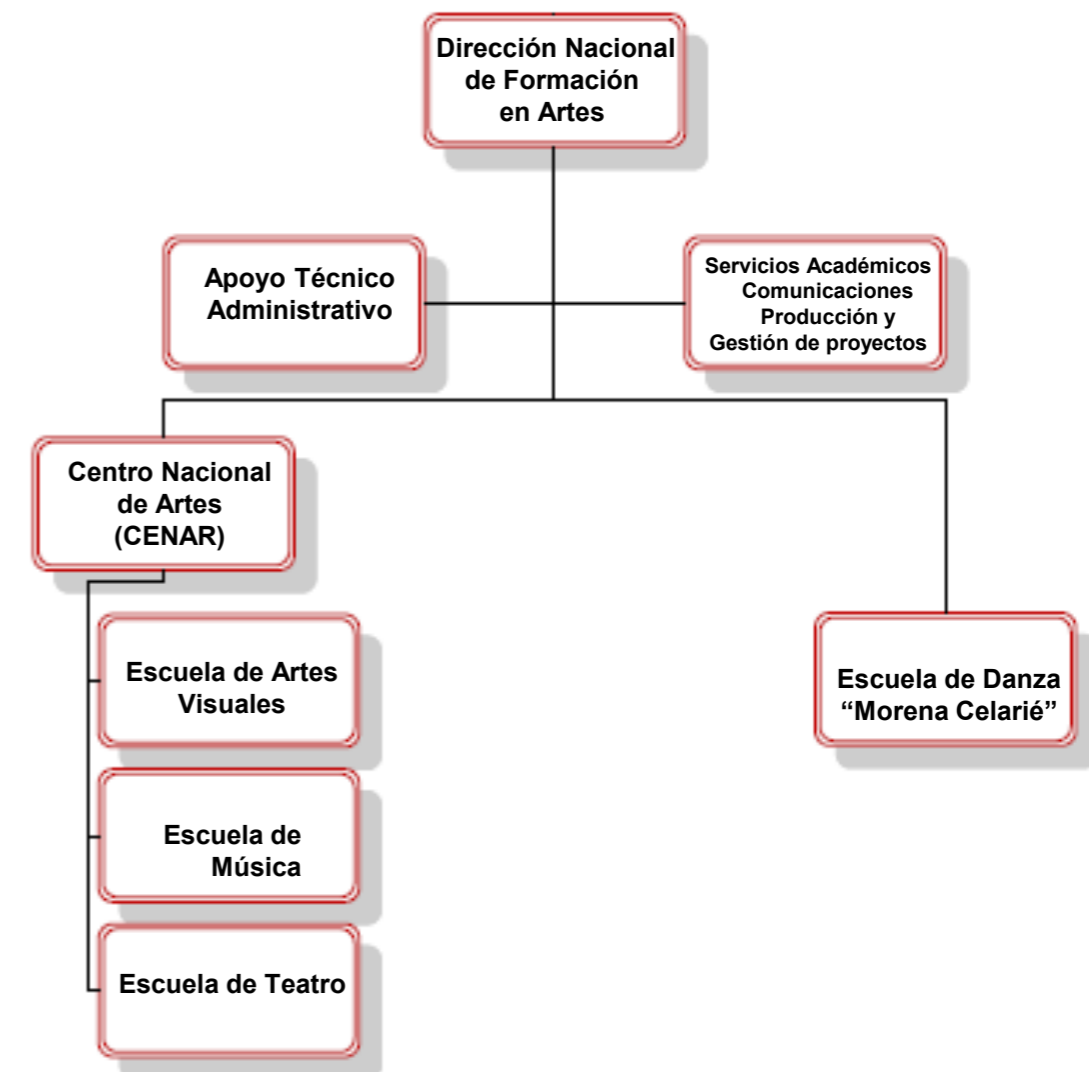 Dirección Nacional
de Formación
en Artes
Apoyo Técnico
Administrativo
Servicios Académicos
Comunicaciones
Producción y
Gestión de proyectos
Centro Nacional
de Artes
(CENAR)
Escuela de Artes
Visuales
Escuela de
Música
Escuela de Teatro
Escuela de Danza
“Morena Celarié”